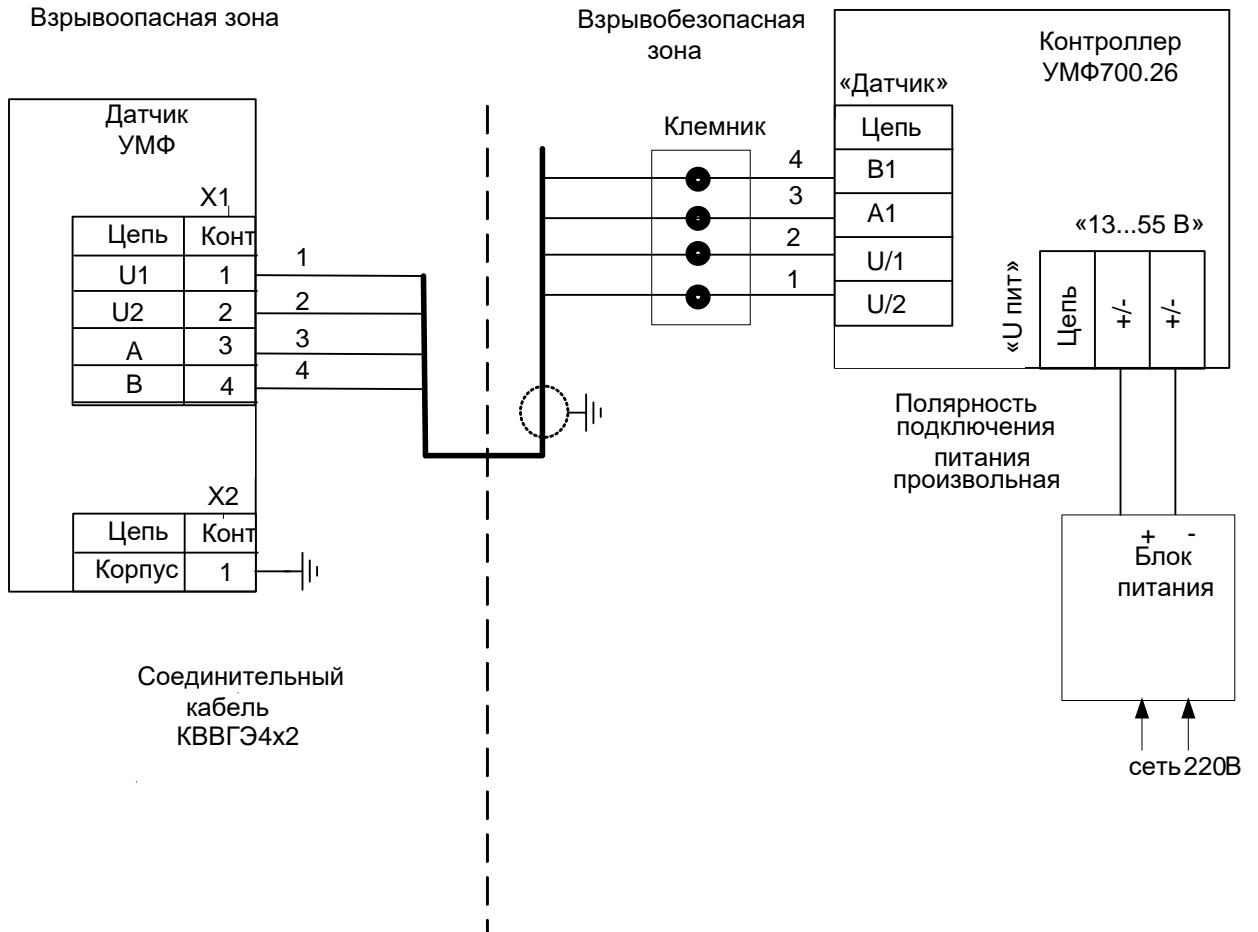 Взрывоопасная зона
Взрывобезопасная
зона
Контроллер
УМФ700.26
Датчик
УМФ
X1
Цепь Конт
U1 1
U2 2
A 3
B 4
1
2
3
4
X2
Цепь Конт
Корпус 1
Соединительный
кабель
КВВГЭ4х2
Клемник
4
3
2
1
«Датчик»
Цепь
B1
A1
U/1
U/2
«13...55 В»
«U пит»
Цепь
+/-
+/-
Полярность
подключения
питания
произвольная
+ -
Блок
питания
сеть 220В